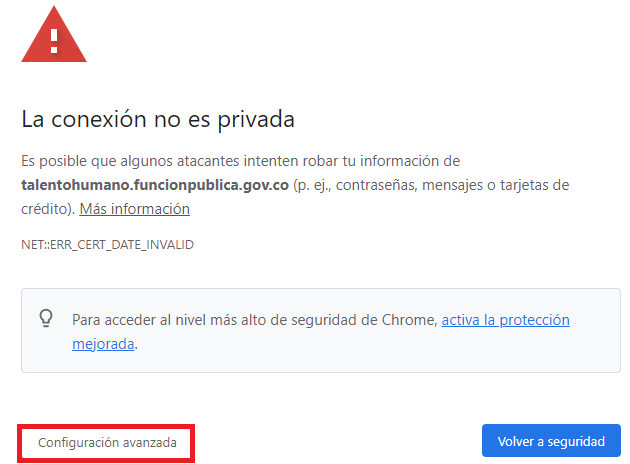 La conexión no es privada
Es posible que algunos atacantes intenten robar tu información de
talentohumano.funcionpublica.gov.co (p. ej., contraseñas, mensajes o tarjetas de
crédito). Más información
NET::ERR_CERT_DATE_INVALID
Para acceder al nivel más alto de seguridad de Chrome, activa la protección
mejorada.
Configuración avanzada
Volver a seguridad